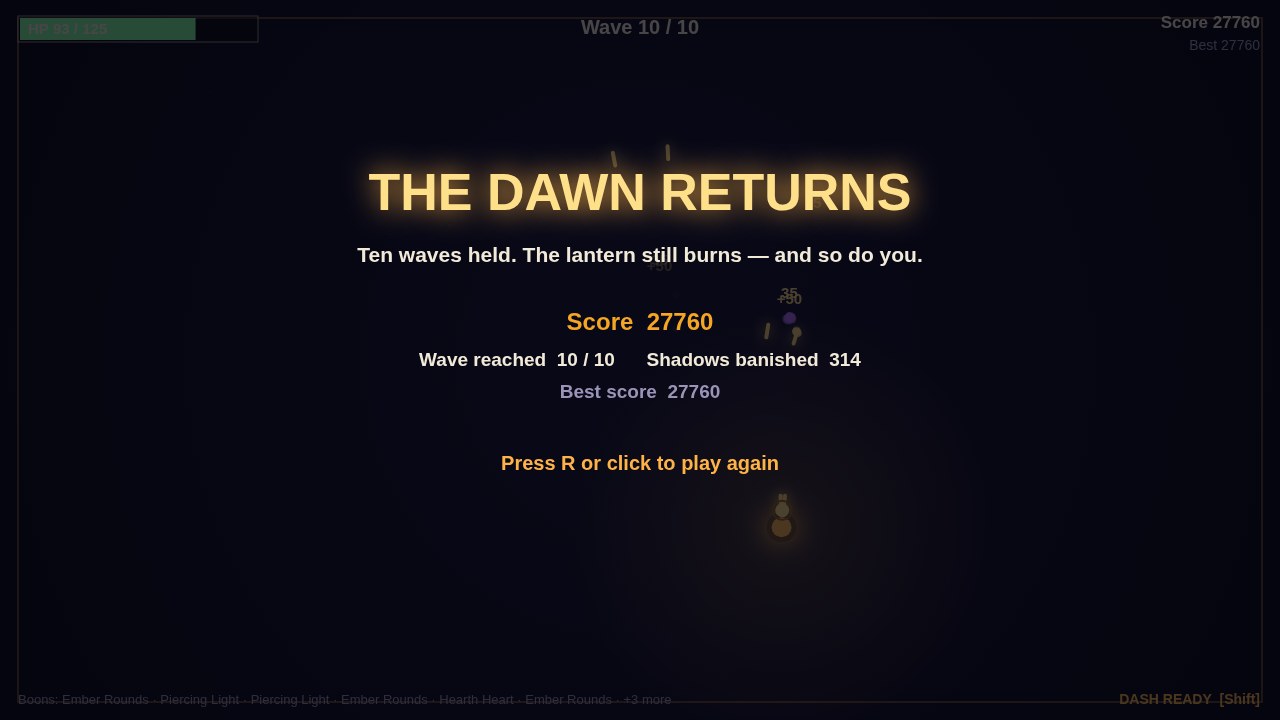 HP 93 / 125
Wave 10 / 10
Score 27760
Best 27760
THE DAWN RETURNS
Ten waves held. The lantern still burns — and so do you.
+50
35
+50
Score 27760
Wave reached 10 / 10 Shadows banished 314
Best score 27760
Press R or click to play again
Boons: Ember Rounds · Piercing Light · Piercing Light · Ember Rounds · Hearth Heart · Ember Rounds · +3 more
DASH READY [Shift]